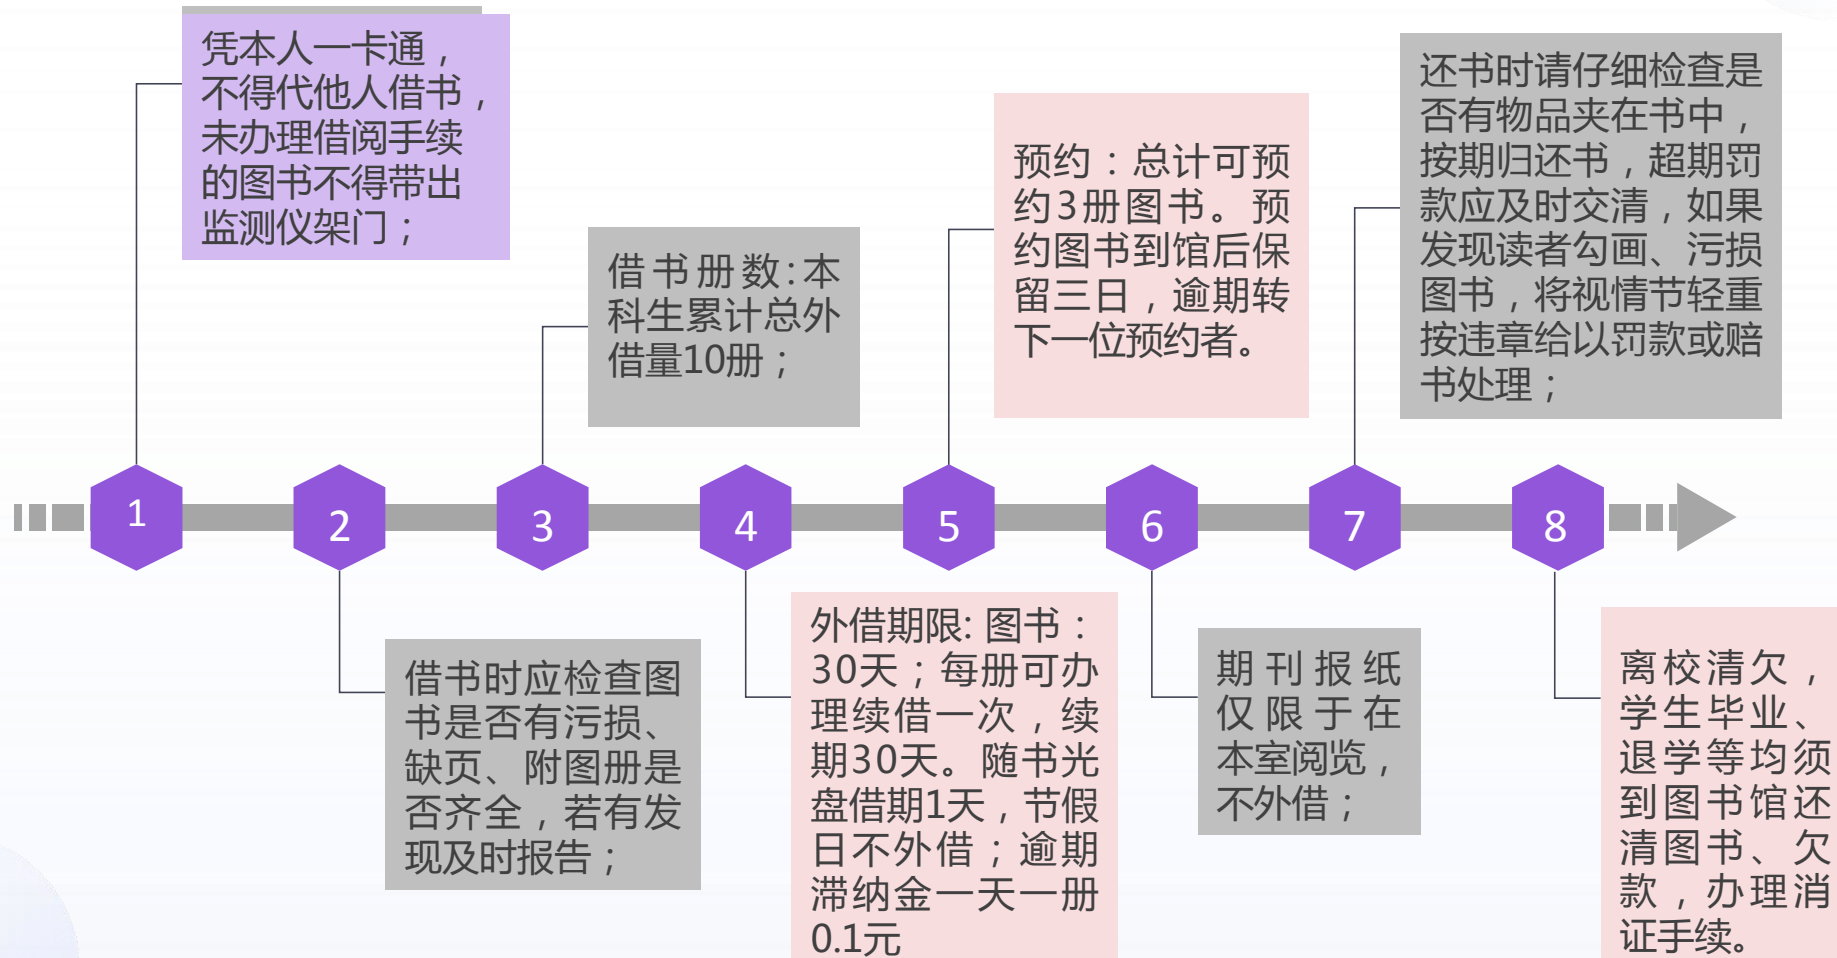 凭本人一卡通，
不得代他人借书，
未办理借阅手续
的图书不得带出
监测仪架门；
借书册数:本
科生累计总外
借量10册；
预约：总计可预
约3册图书。预
约图书到馆后保
留三日，逾期转
下一位预约者。
还书时请仔细检查是
否有物品夹在书中，
按期归还书，超期罚
款应及时交清，如果
发现读者勾画、污损
图书，将视情节轻重
按违章给以罚款或赔
书处理；
1
2
3
4
5
6
7
8
借书时应检查图
书是否有污损、
缺页、附图册是
否齐全，若有发
现及时报告；
外借期限: 图书：
30天；每册可办
理续借一次，续
期30天。随书光
盘借期1天，节假
日不外借；逾期
滞纳金一天一册
0.1元
期刊报纸
仅限于在
本室阅览，
不外借；
离校清欠，
学生毕业、
退学等均须
到图书馆还
清图书、欠
款，办理消
证手续。